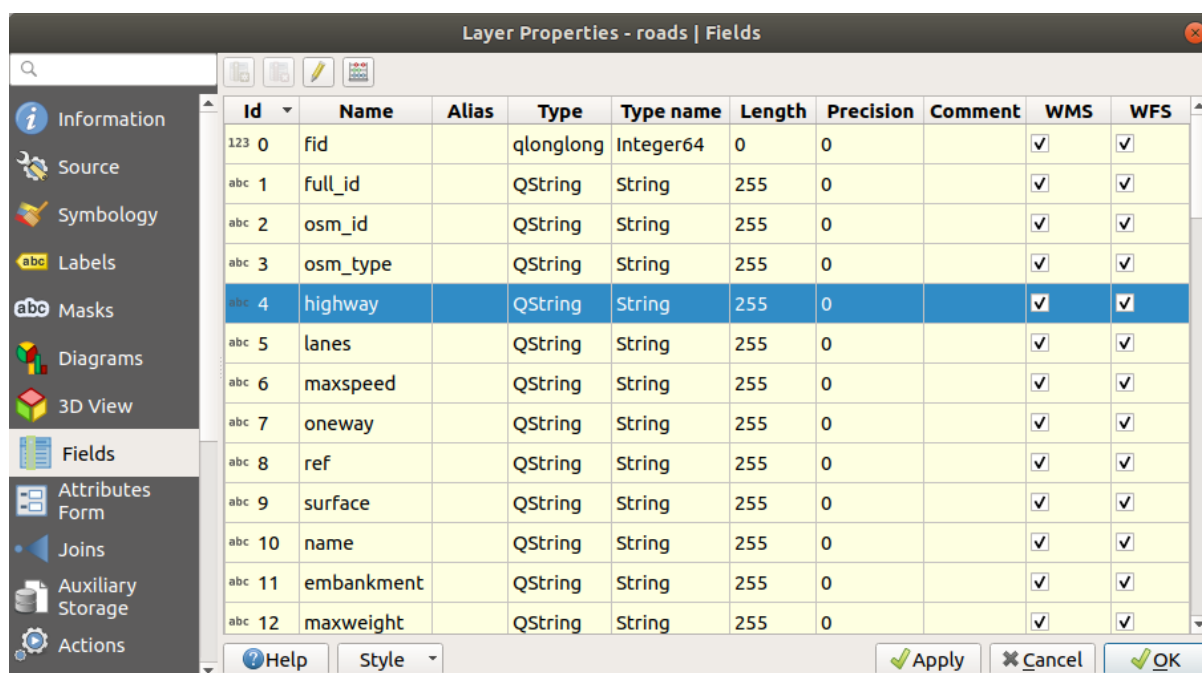 Layer Properties - roads | Fields
Information
Source
Symbology
abc Labels
abc Masks
Diagrams
3D View
Fields
Attributes
Form
Joins
Auxiliary
Storage
Actions
Id Name Alias Type Type name Length Precision Comment WMS WFS
123 0 fid qlonglong Integer64 0 0
abc 1 full_id QString String 255 0
abc 2 osm_id QString String 255 0
abc 3 osm_type QString String 255 0
abc 4 highway QString String 255 0
abc 5 lanes QString String 255 0
abc 6 maxspeed QString String 255 0
abc 7 oneway QString String 255 0
abc 8 ref QString String 255 0
abc 9 surface QString String 255 0
abc 10 name QString String 255 0
abc 11 embankment QString String 255 0
abc 12 maxweight QString String 255 0
Help Style Apply Cancel OK